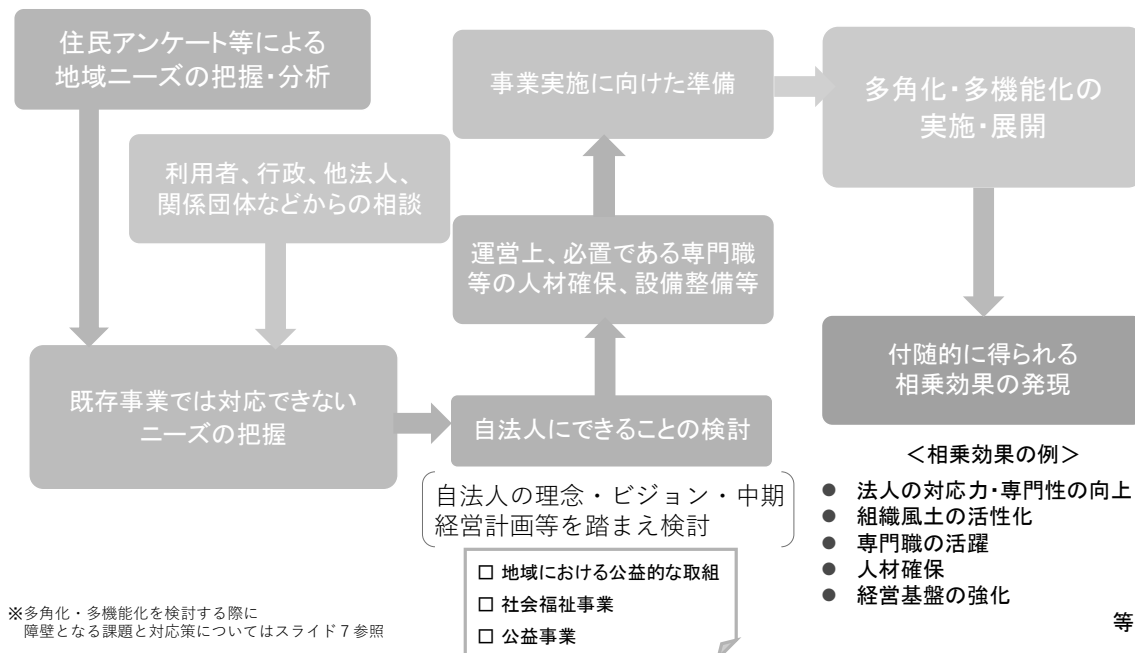 住民アンケート等による
地域ニーズの把握・分析
利用者、行政、他法人、
関係団体などからの相談
既存事業では対応できない
ニーズの把握
自法人にできることの検討
自法人の理念・ビジョン・中期
経営計画等を踏まえ検討
□ 地域における公益的な取組
□ 社会福祉事業
□ 公益事業
運営上、必置である専門職
等の人材確保、設備整備等
事業実施に向けた準備
多角化・多機能化の
実施・展開
付随的に得られる
相乗効果の発現
＜相乗効果の例＞
● 法人の対応力・専門性の向上
● 組織風土の活性化
● 専門職の活躍
● 人材確保
● 経営基盤の強化
等
※多角化・多機能化を検討する際に
障壁となる課題と対応策についてはスライド７参照